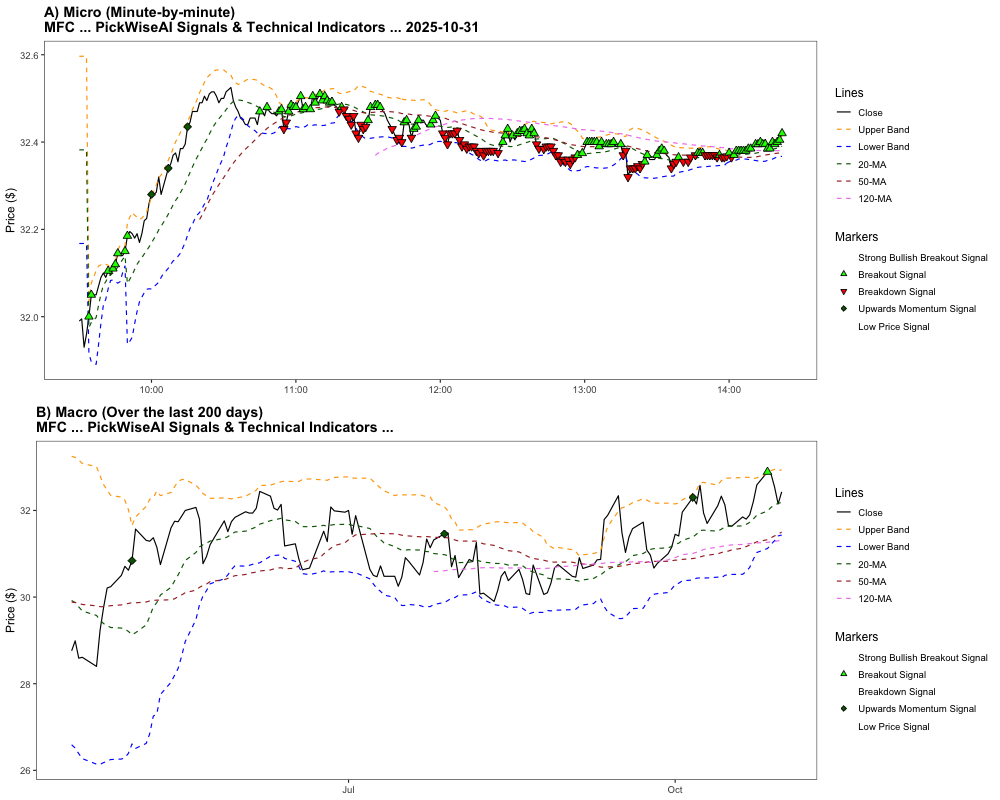 A) Micro (Minute-by-minute)
MFC ... PickWiseAI Signals & Technical Indicators ... 2025-10-31
Price ($)
32.6
32.4
32.2
32.0
10:00
11:00
12:00
13:00
14:00
Lines
Close
Upper Band
Lower Band
20-MA
50-MA
120-MA
Markers
Strong Bullish Breakout Signal
Breakout Signal
Breakdown Signal
Upwards Momentum Signal
Low Price Signal
B) Macro (Over the last 200 days)
MFC ... PickWiseAI Signals & Technical Indicators ...
Price ($)
32
30
28
26
Jul
Oct
Lines
Close
Upper Band
Lower Band
20-MA
50-MA
120-MA
Markers
Strong Bullish Breakout Signal
Breakout Signal
Breakdown Signal
Upwards Momentum Signal
Low Price Signal